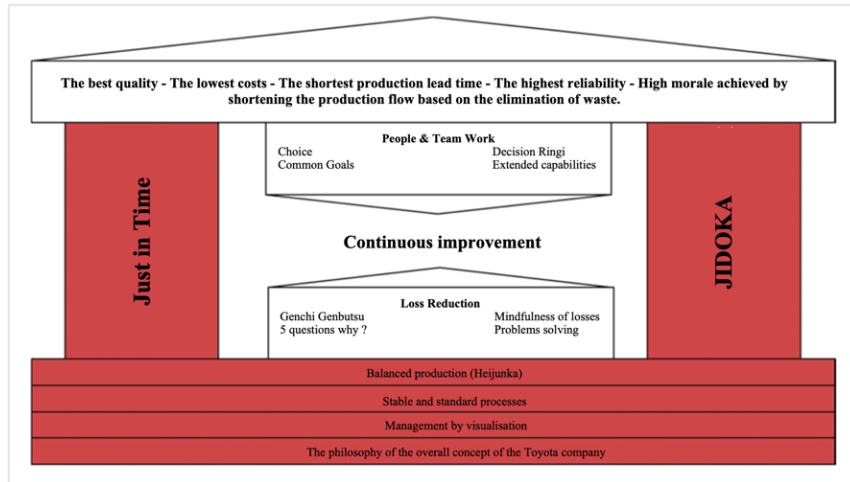 The best quality - The lowest costs - The shortest production lead time - The highest reliability - High morale achieved by
shortening the production flow based on the elimination of waste.
People & Team Work
Choice Decision Ringi
Common Goals Extended capabilities
Just in Time
Continuous improvement
JIDOKA
Loss Reduction
Genchi Genbutsu Mindfulness of losses
5 questions why ? Problems solving
Balanced production (Heijunka)
Stable and standard processes
Management by visualisation
The philosophy of the overall concept of the Toyota company